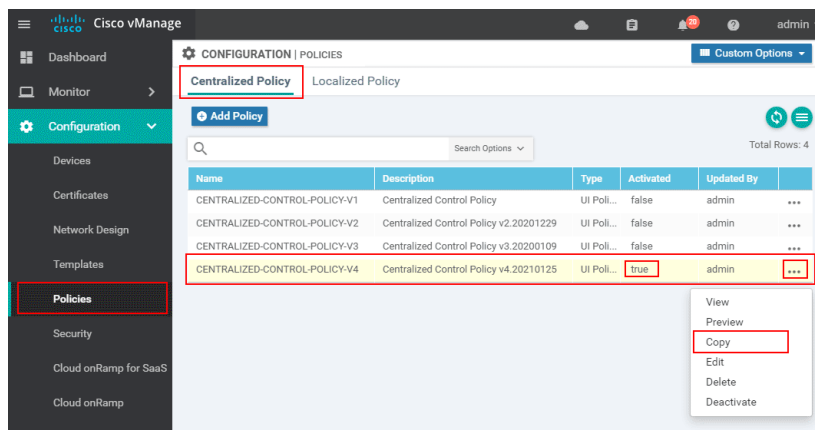 cisco Cisco vManage
20
admin
Dashboard
Monitor
Configuration
Devices
Certificates
Network Design
Templates
Policies
Security
Cloud onRamp for SaaS
Cloud onRamp
CONFIGURATION | POLICIES
Custom Options
Centralized Policy Localized Policy
Add Policy
Search Options
Total Rows: 4
Name Description Type Activated Updated By
CENTRALIZED-CONTROL-POLICY-V1 Centralized Control Policy UI Poli... false admin
CENTRALIZED-CONTROL-POLICY-V2 Centralized Control Policy v2.20201229 UI Poli... false admin
CENTRALIZED-CONTROL-POLICY-V3 Centralized Control Policy v3.20200109 UI Poli... false admin
CENTRALIZED-CONTROL-POLICY-V4 Centralized Control Policy v4.20210125 UI Poli... true admin
View
Preview
Copy
Edit
Delete
Deactivate